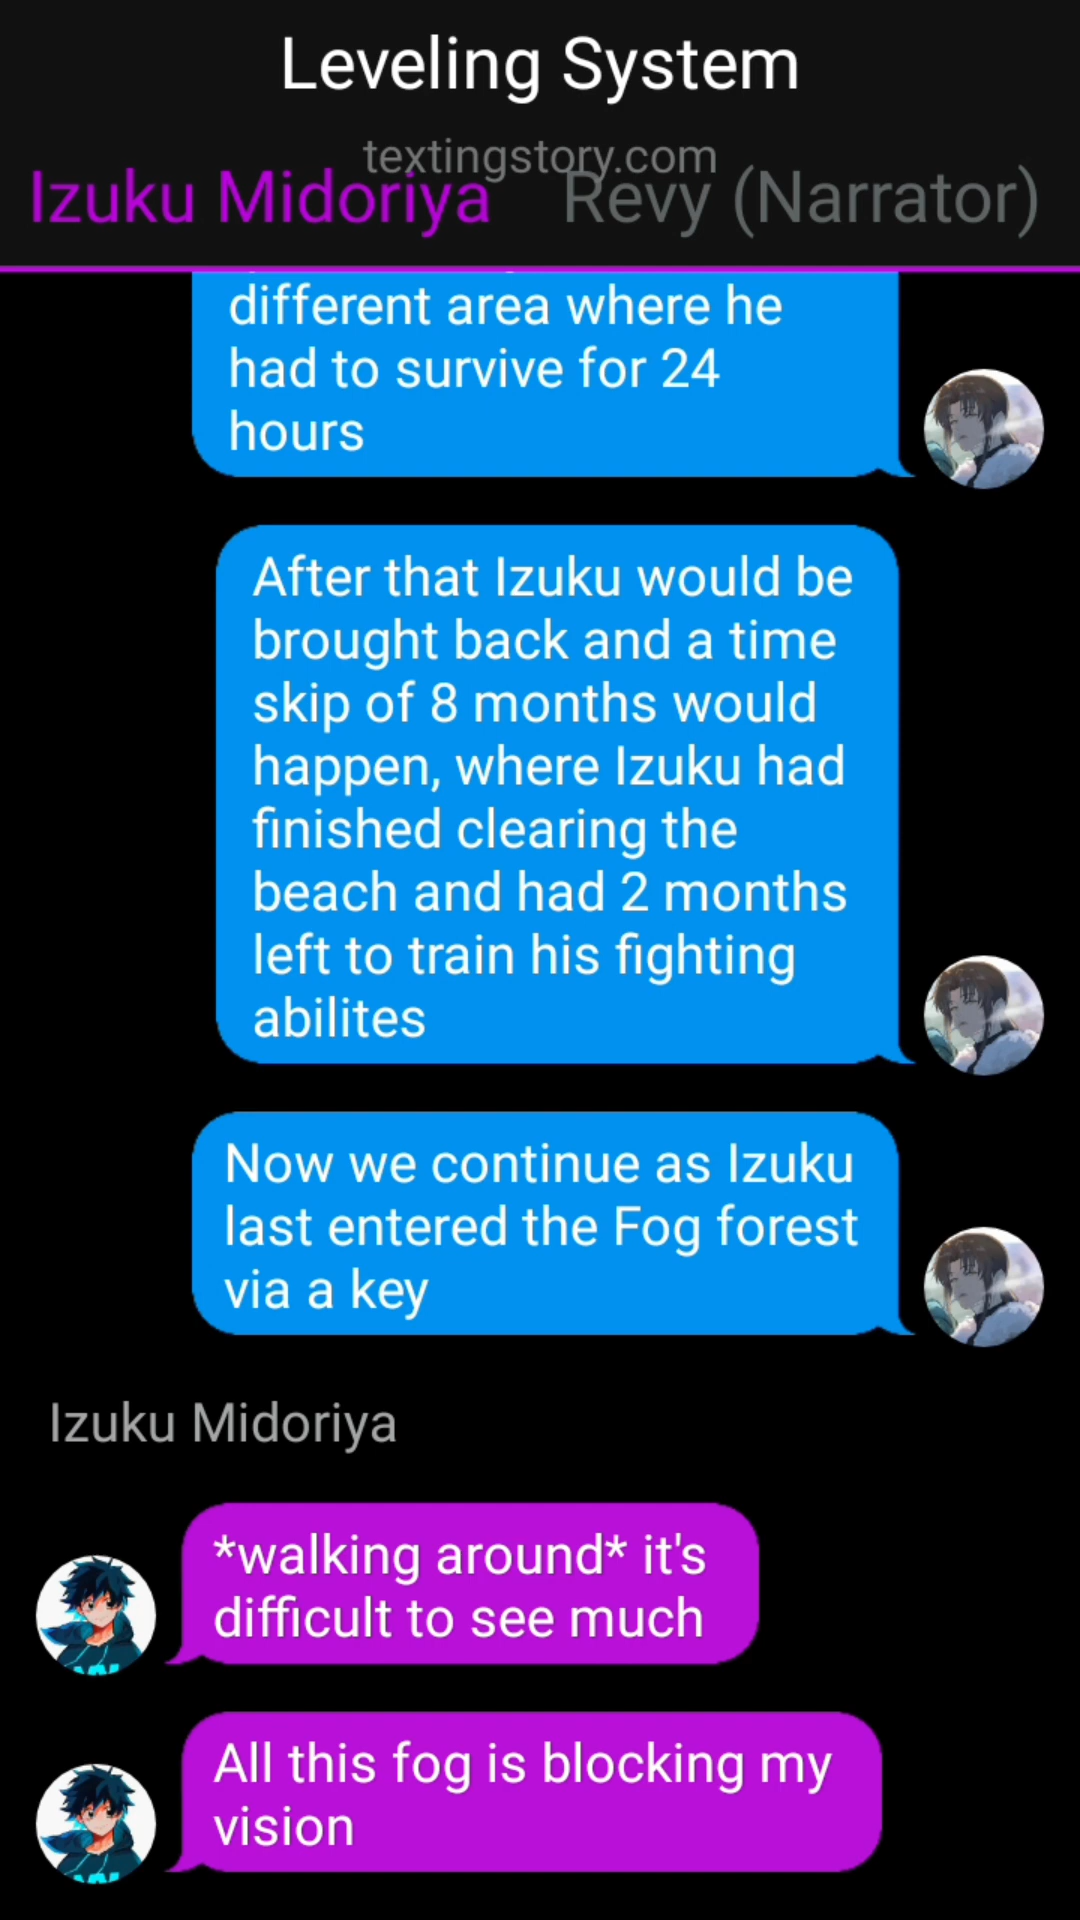 Leveling System
textingstory.com
Izuku Midoriya Revy (Narrator)
different area where he
had to survive for 24
hours
After that Izuku would be
brought back and a time
skip of 8 months would
happen, where Izuku had
finished clearing the
beach and had 2 months
left to train his fighting
abilites
Now we continue as Izuku
last entered the Fog forest
via a key
Izuku Midoriya
*walking around* it's
difficult to see much
All this fog is blocking my
vision